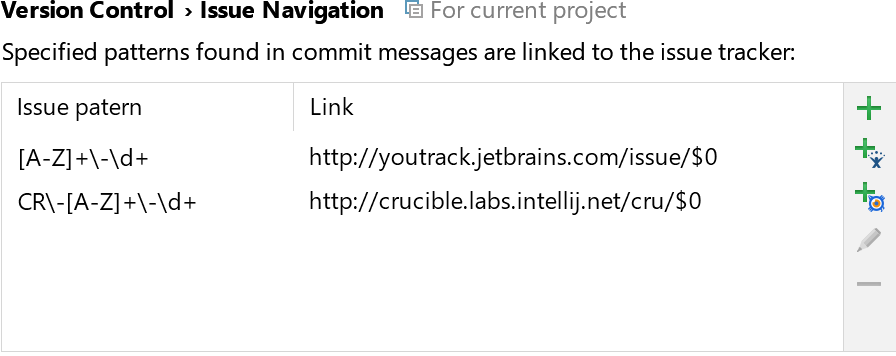 Version Control › Issue Navigation For current project
Specified patterns found in commit messages are linked to the issue tracker:
Issue patern Link
[A-Z]+\-\d+ http://youtrack.jetbrains.com/issue/$0
CR\-[A-Z]+\-\d+ http://crucible.labs.intellij.net/cru/$0